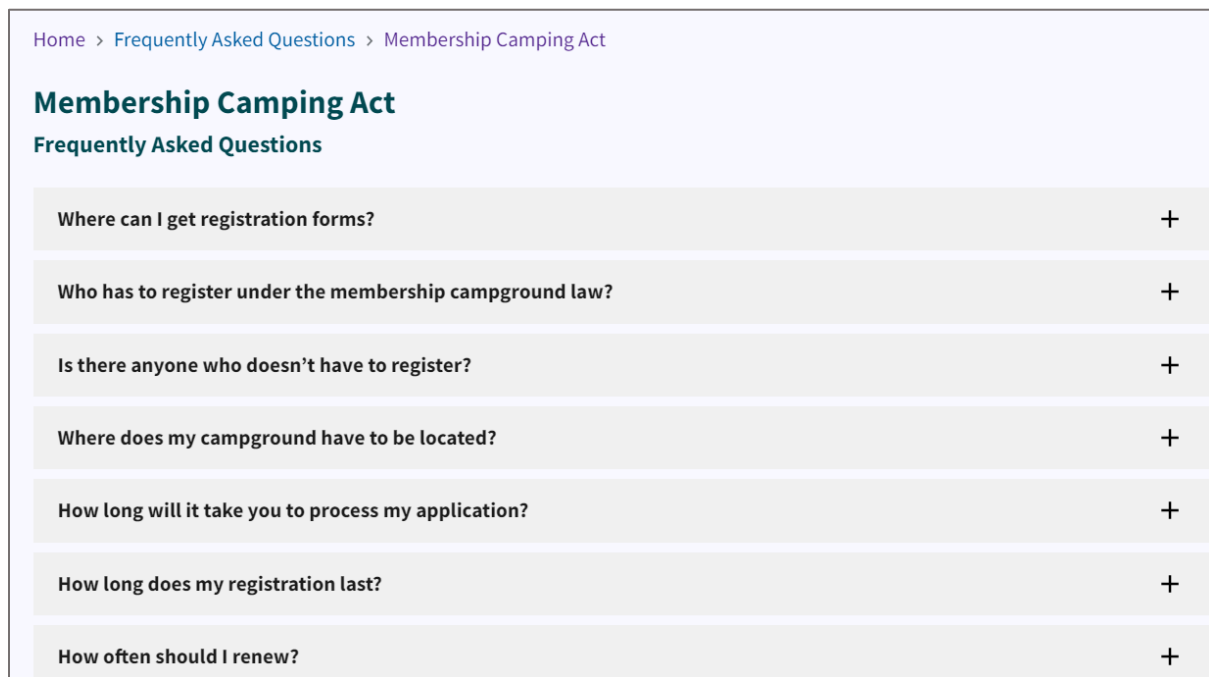 Home > Frequently Asked Questions > Membership Camping Act
Membership Camping Act
Frequently Asked Questions
Where can I get registration forms?
Who has to register under the membership campground law?
Is there anyone who doesn’t have to register?
Where does my campground have to be located?
How long will it take you to process my application?
How long does my registration last?
How often should I renew?